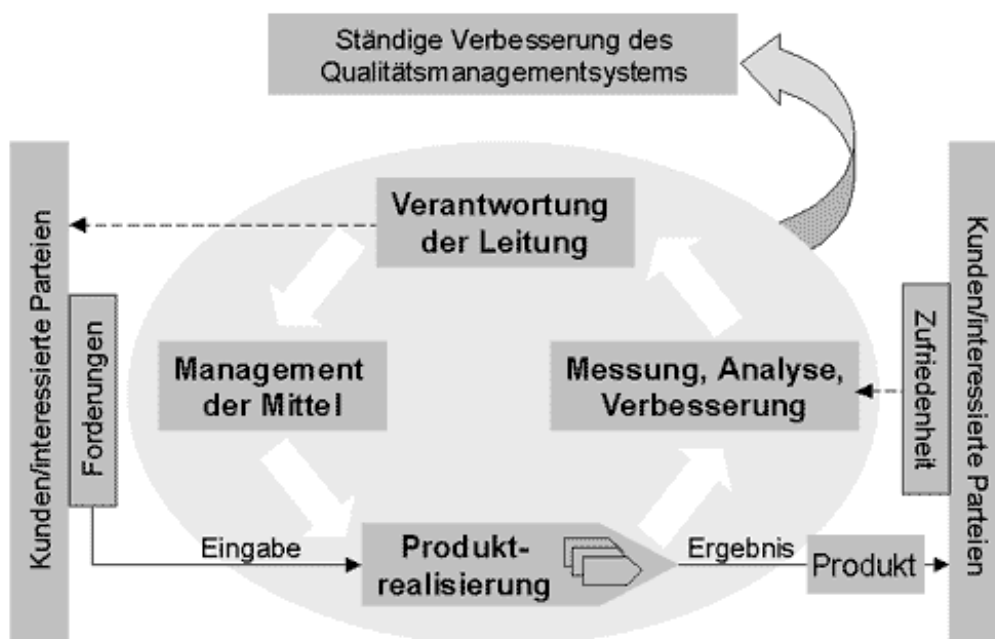 Ständige Verbesserung des
Qualitätsmanagementsystems
Kunden/interessierte Parteien
Forderungen
Verantwortung
der Leitung
Management
der Mittel
Messung, Analyse,
Verbesserung
Zufriedenheit
Kunden/interessierte Parteien
Eingabe
Produkt-
realisierung
Ergebnis
Produkt